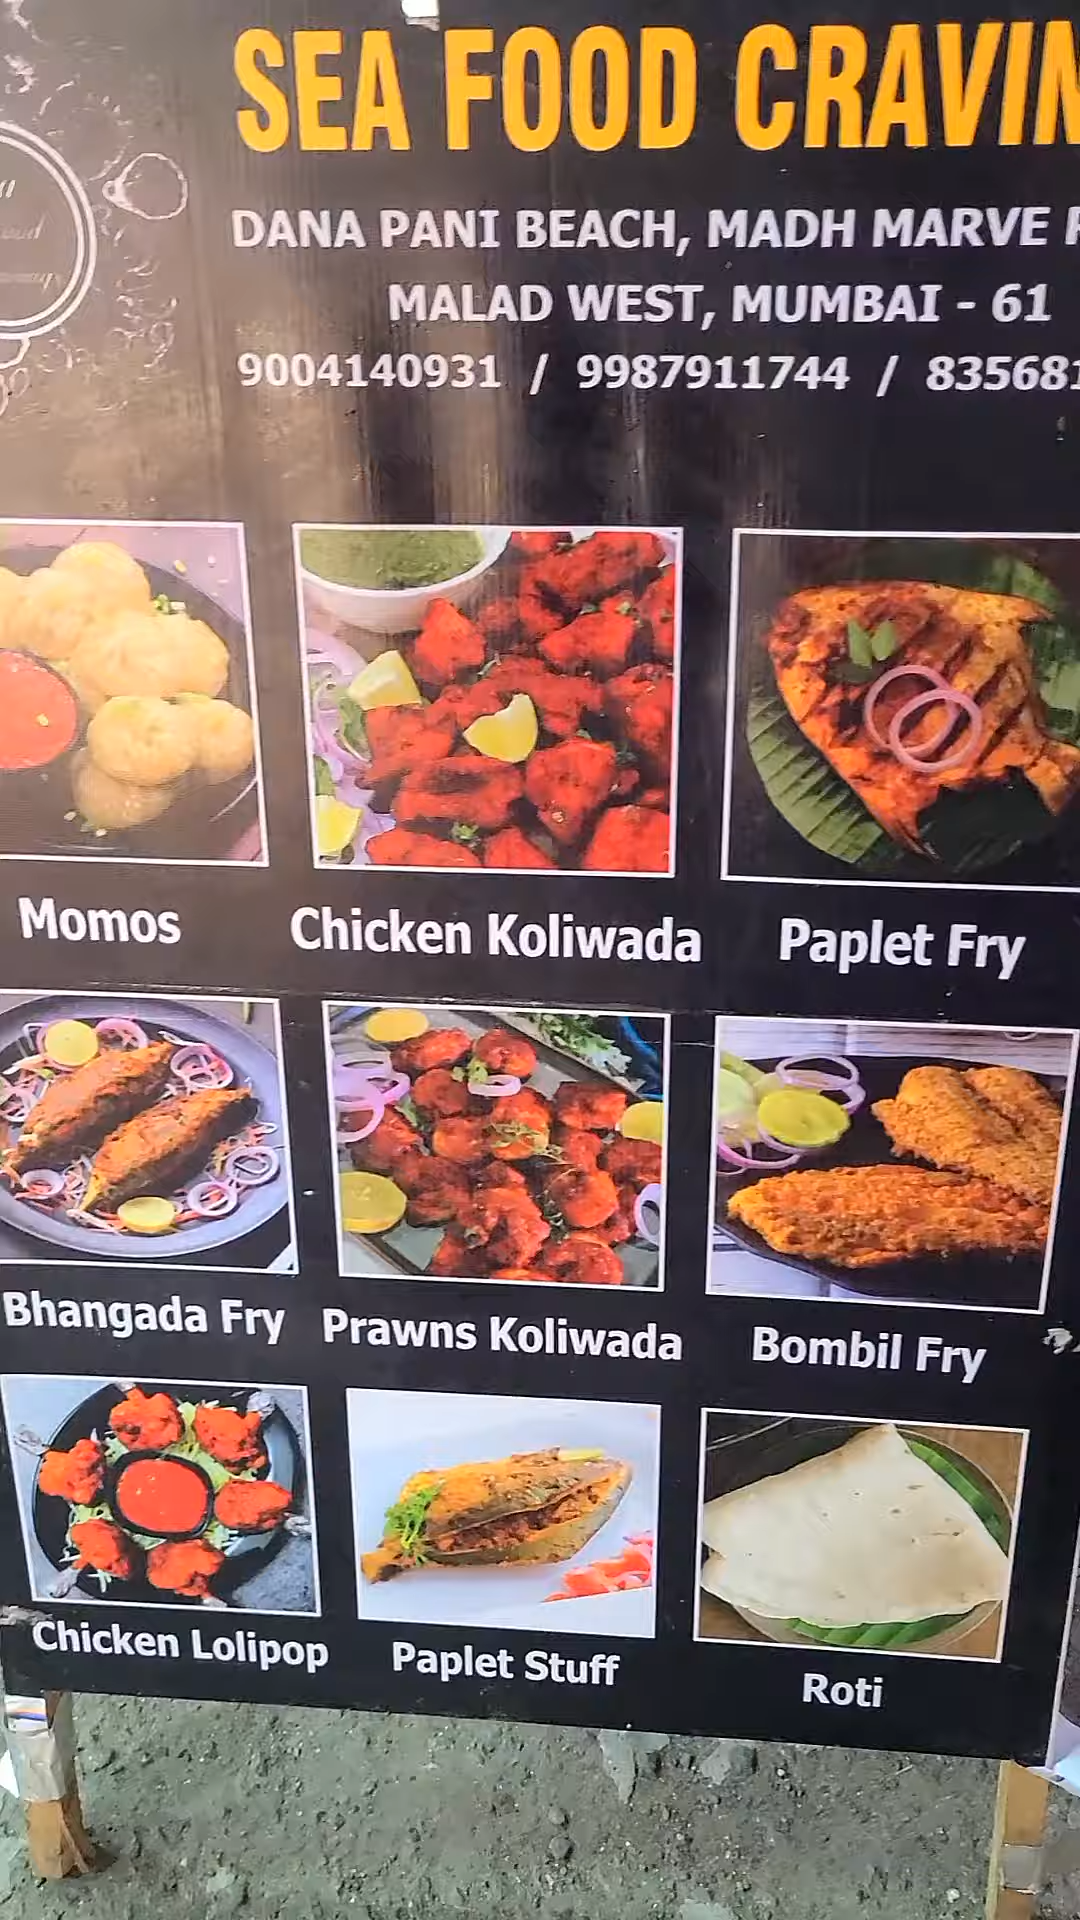 SEA FOOD CRAVIN
DANA PANI BEACH, MADH MARVE
MALAD WEST, MUMBAI - 61
9004140931 / 9987911744 / 835681
Momos
Chicken Koliwada
Paplet Fry
Bhangada Fry
Prawns Koliwada
Bombil Fry
Chicken Lolipop
Paplet Stuff
Roti